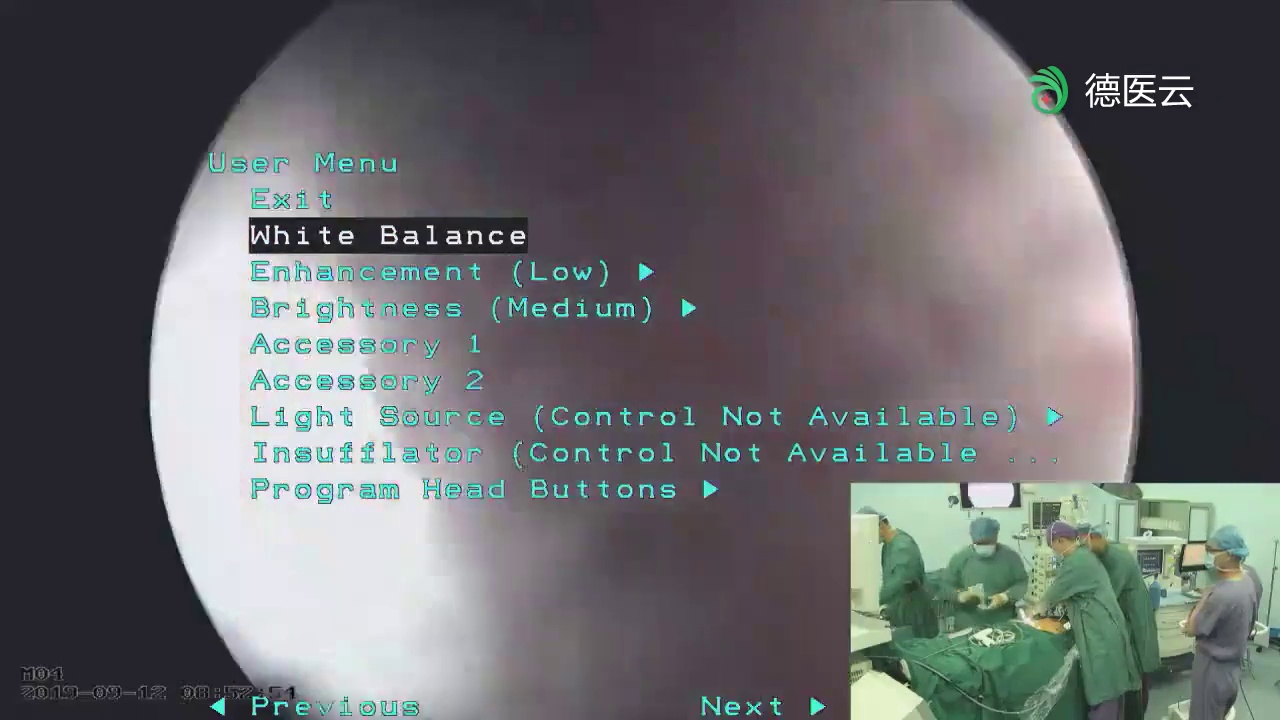 德医云
User Menu
Exit
White Balance
Enhancement (Low) ▶
Brightness (Medium) ▶
Accessory 1
Accessory 2
Light Source (Control Not Available) ▶
Insufflator (Control Not Available ...
Program Head Buttons ▶
M04
2019-09-12 08:52:54
◀ Previous
Next ▶